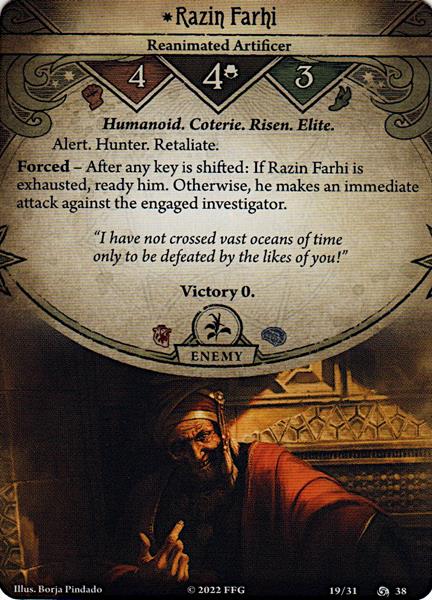 Razin Farhi
Reanimated Artificer
4 4 3
Humanoid. Coterie. Risen. Elite.
Alert. Hunter. Retaliate.
Forced – After any key is shifted: If Razin Farhi is
exhausted, ready him. Otherwise, he makes an immediate
attack against the engaged investigator.
“I have not crossed vast oceans of time
only to be defeated by the likes of you!”
Victory 0.
ENEMY
Illus. Borja Pindado © 2022 FFG 19/31 38